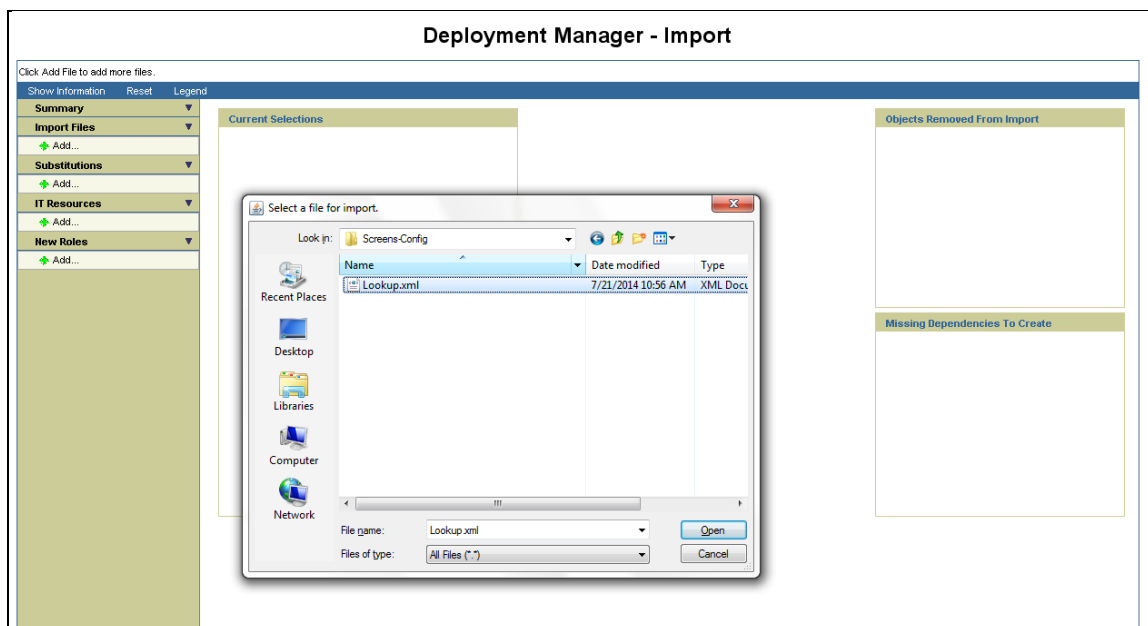 Deployment Manager - Import
Click Add File to add more files.
Show Information Reset Legend
Summary
Import Files
Add...
Substitutions
Add...
IT Resources
Add...
New Roles
Add...
Current Selections
Objects Removed From Import
Missing Dependencies To Create
Select a file for import.
Look in: Screens-Config
Recent Places
Desktop
Libraries
Computer
Network
Name Date modified Type
Lookup.xml 7/21/2014 10:56 AM XML Docu
File name: Lookup.xml Open
Files of type: All Files (*.*) Cancel